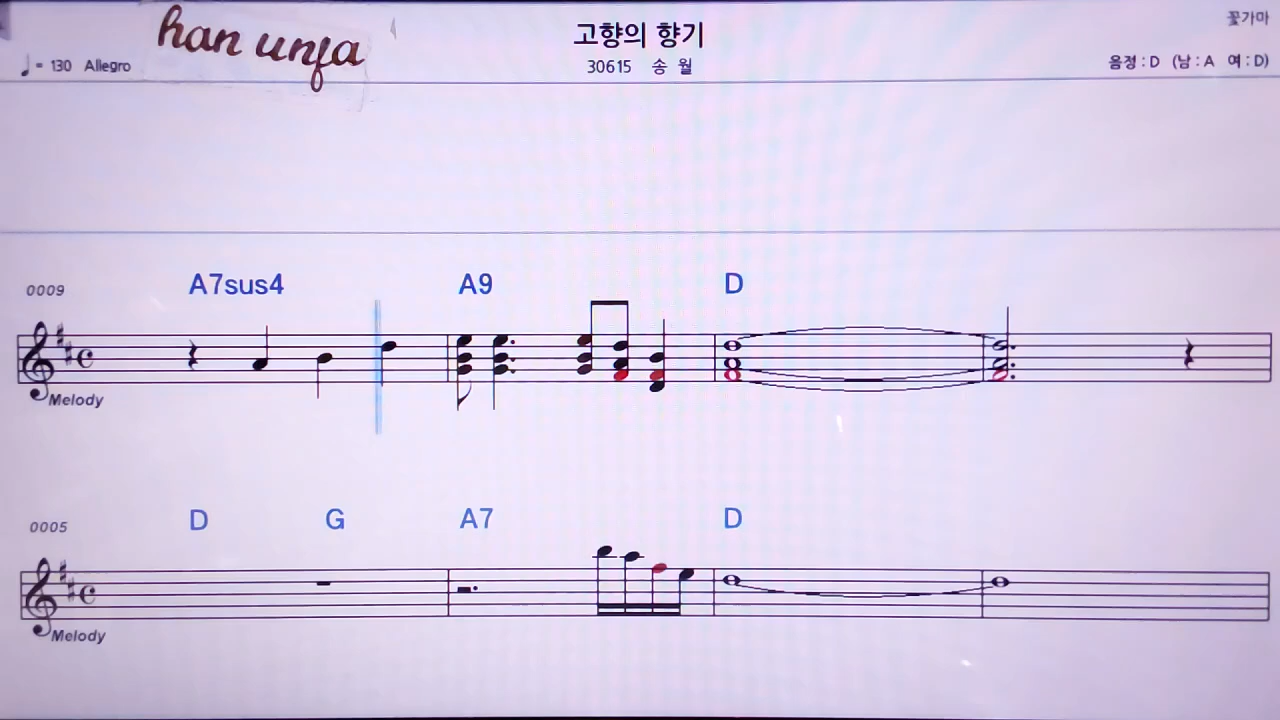 han unja
고향의 향기
꽃가마
♩= 130 Allegro
30615 송 월
음정 : D (남 : A 여 : D)
0009 A7sus4 A9 D
Melody
0005 D G A7 D
Melody